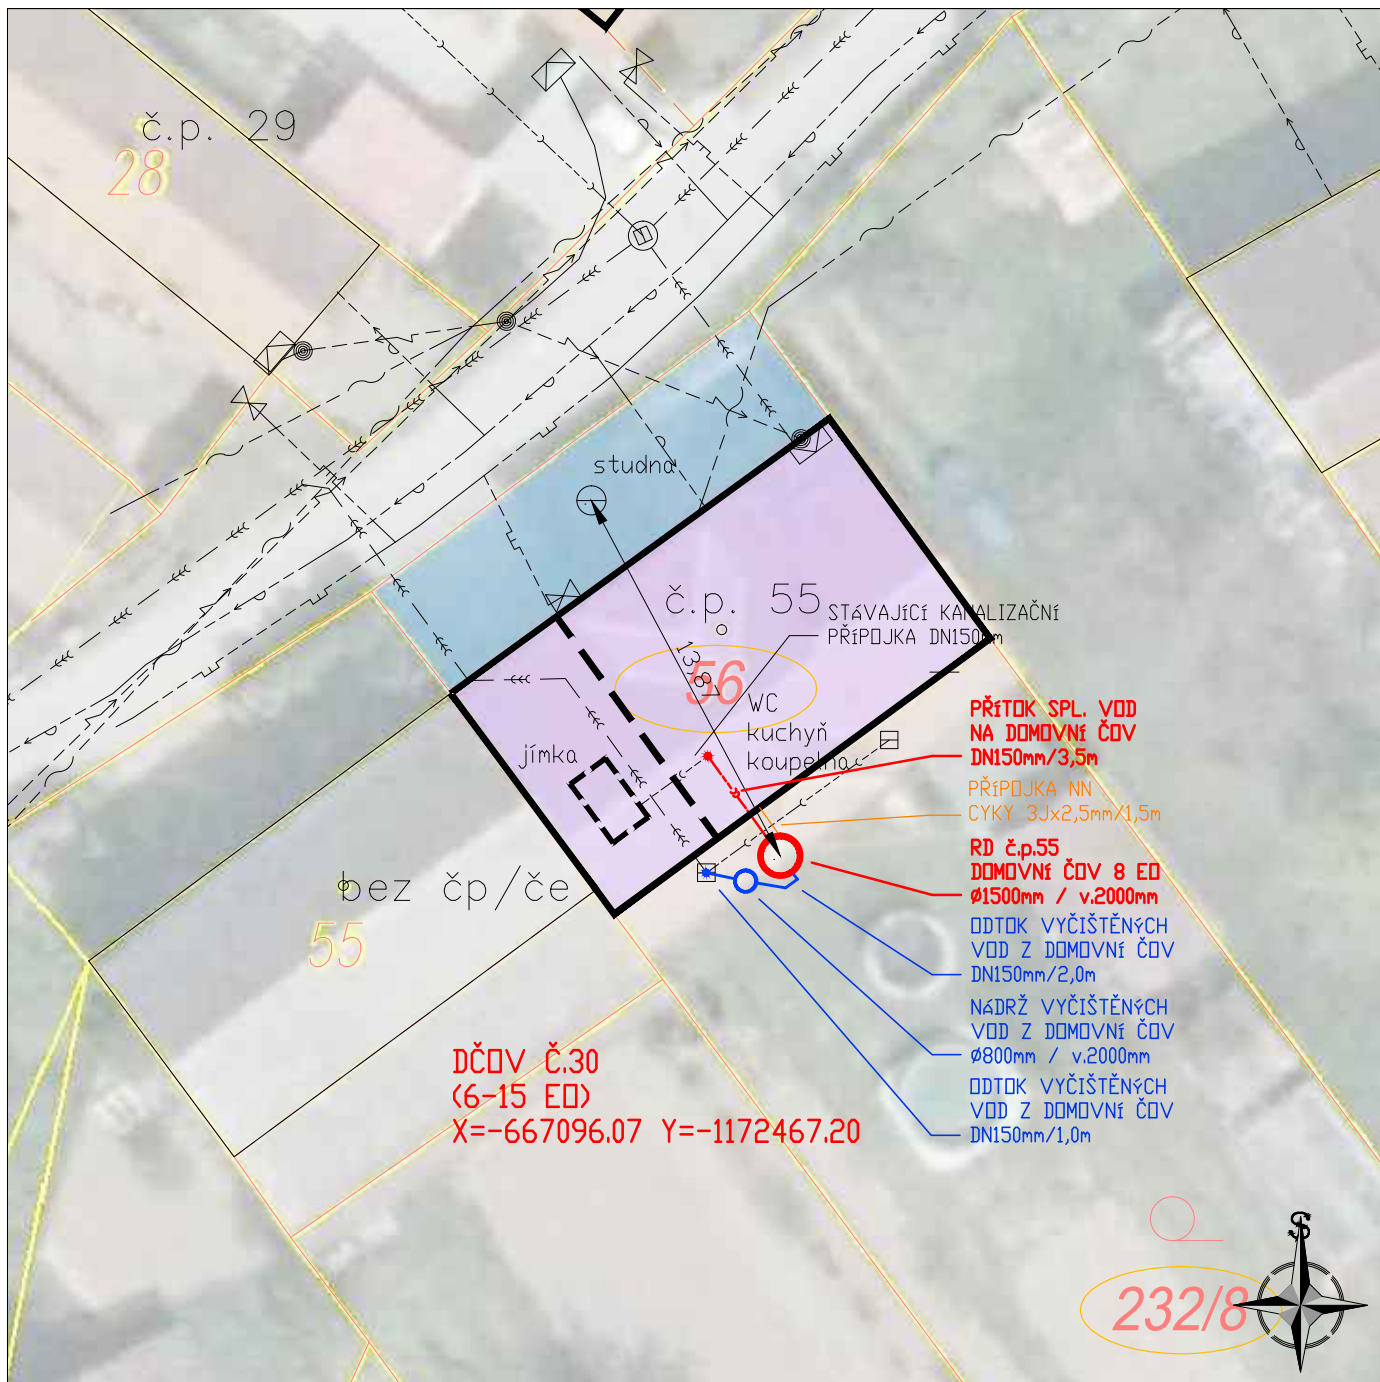 č.p. 29
28
studna
č.p. 55
STÁVAJÍCÍ KANALIZAČNÍ
PŘÍPOJKA DN150mm
13,8
56
WC
kuchyň
koupelna
jímka
PŘÍTOK SPL. VOD
NA DOMOVNÍ ČOV
DN150mm/3,5m
PŘÍPOJKA NN
CYKY 3Jx2,5mm/1,5m
RD č.p.55
DOMOVNÍ ČOV 8 EO
Ø1500mm / v.2000mm
bez čp/če
55
ODTOK VYČIŠTĚNÝCH
VOD Z DOMOVNÍ ČOV
DN150mm/2,0m
NÁDRŽ VYČIŠTĚNÝCH
VOD Z DOMOVNÍ ČOV
Ø800mm / v.2000mm
ODTOK VYČIŠTĚNÝCH
VOD Z DOMOVNÍ ČOV
DN150mm/1,0m
DČOV Č.30
(6-15 EO)
X=-667096.07 Y=-1172467.20
S
232/8